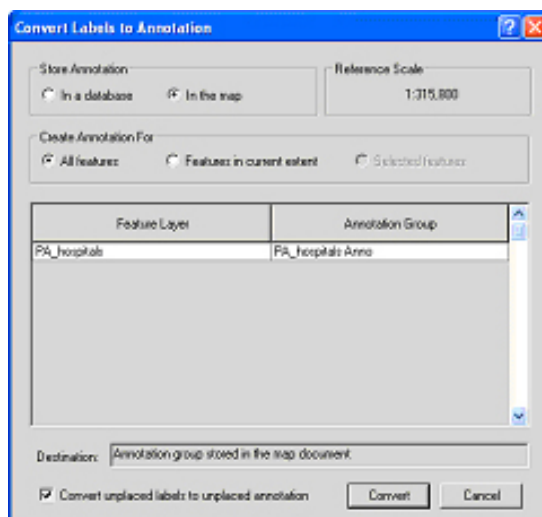 Convert Labels to Annotation
Store Annotation
In a database
In the map
Reference Scale
1:315,800
Create Annotation For
All features
Features in current extent
Selected features
Feature Layer
Annotation Group
PA_hospitals
PA_hospitals Anno
Destination:
Annotation group stored in the map document
Convert unplaced labels to unplaced annotation
Convert
Cancel